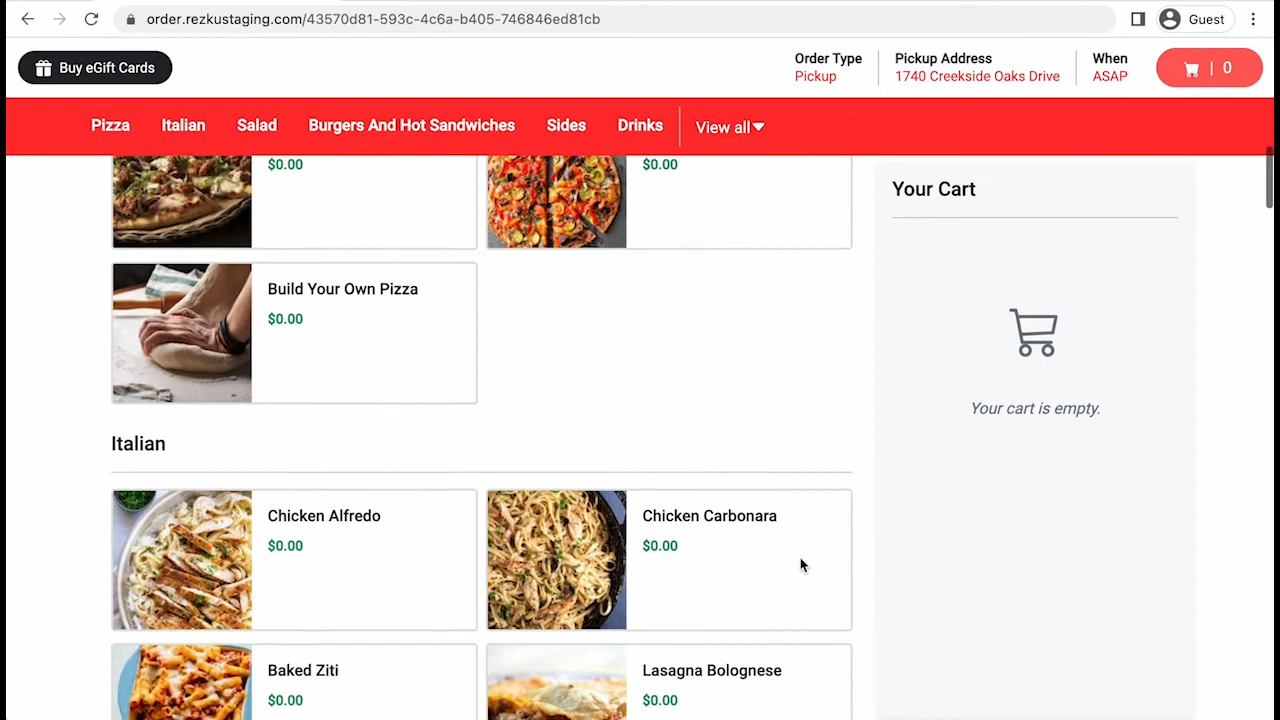 order.rezkustaging.com/43570d81-593c-4c6a-b405-746846ed81cb
Guest
Buy eGift Cards
Order Type
Pickup
Pickup Address
1740 Creekside Oaks Drive
When
ASAP
| 0
Pizza
Italian
Salad
Burgers And Hot Sandwiches
Sides
Drinks
View all
$0.00
$0.00
Your Cart
Build Your Own Pizza
$0.00
Your cart is empty.
Italian
Chicken Alfredo
$0.00
Chicken Carbonara
$0.00
Baked Ziti
$0.00
Lasagna Bolognese
$0.00